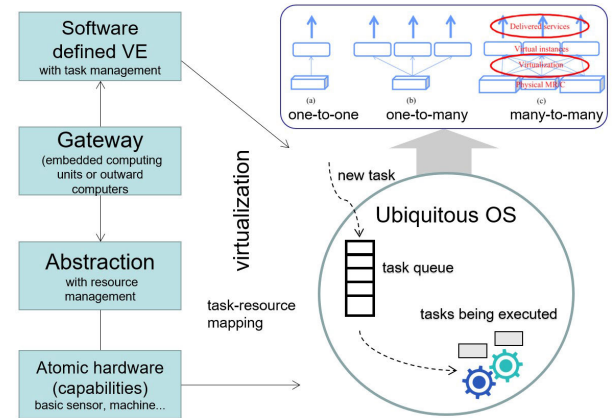 Software
defined VE
with task management
Gateway
(embedded computing
units or outward
computers
Abstraction
with resource
management
Atomic hardware
(capabilities)
basic sensor, machine...
virtualization
task-resource
mapping
Delivered services
Virtual instances
Virtualization
Physical MRIC
(a)
(b)
(c)
one-to-one
one-to-many
many-to-many
new task
Ubiquitous OS
task queue
tasks being executed